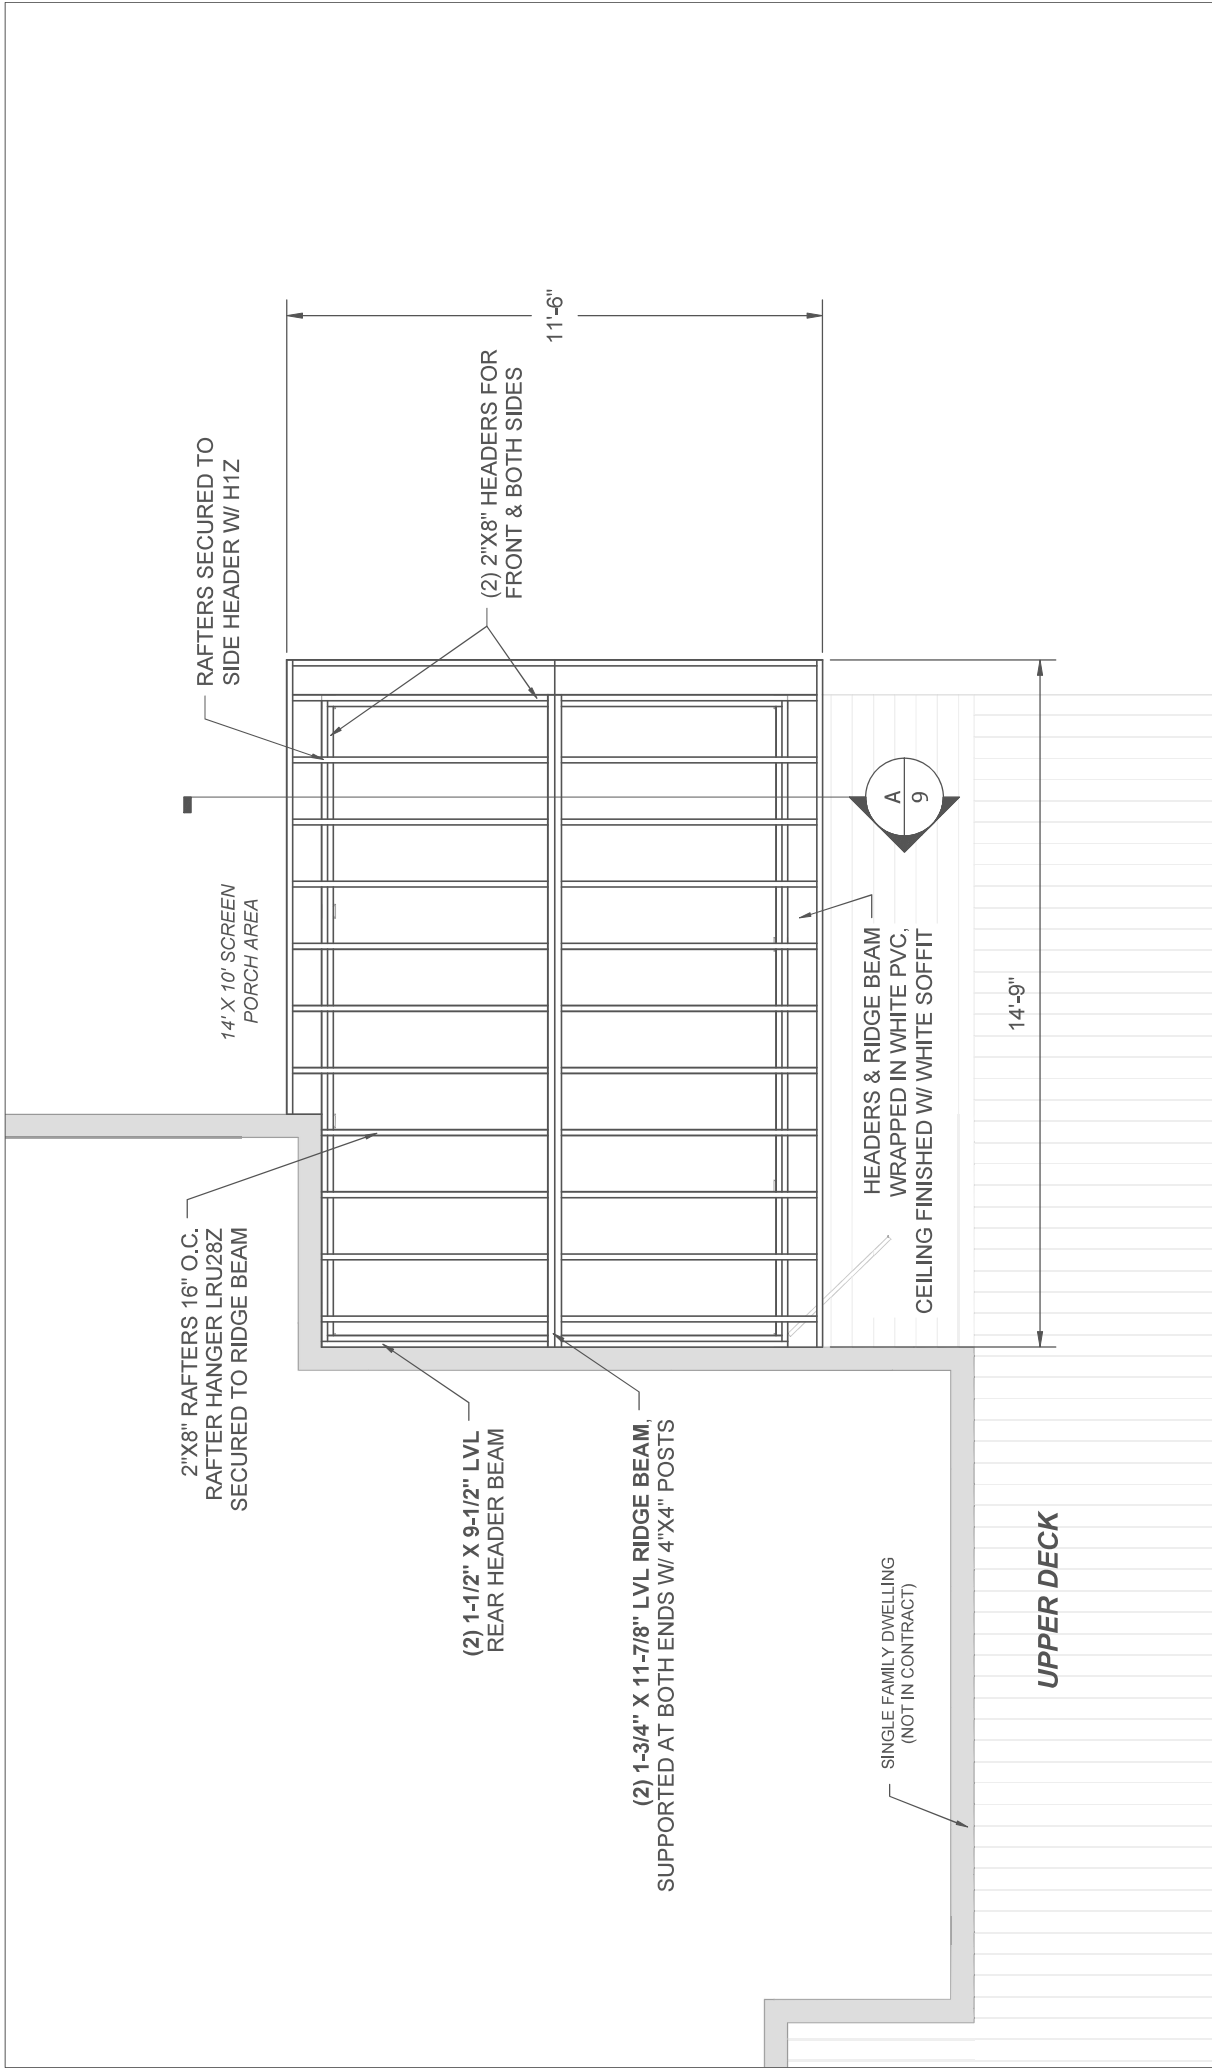 2"X8" RAFTERS 16" O.C.
RAFTER HANGER LRU28Z
SECURED TO RIDGE BEAM
14' X 10' SCREEN
PORCH AREA
RAFTERS SECURED TO
SIDE HEADER W/ H1Z
(2) 1-1/2" X 9-1/2" LVL
REAR HEADER BEAM
(2) 2"X8" HEADERS FOR
FRONT & BOTH SIDES
11'-6"
(2) 1-3/4" X 11-7/8" LVL RIDGE BEAM,
SUPPORTED AT BOTH ENDS W/ 4"X4" POSTS
HEADERS & RIDGE BEAM
WRAPPED IN WHITE PVC,
CEILING FINISHED W/ WHITE SOFFIT
A
9
SINGLE FAMILY DWELLING
(NOT IN CONTRACT)
14'-9"
UPPER DECK